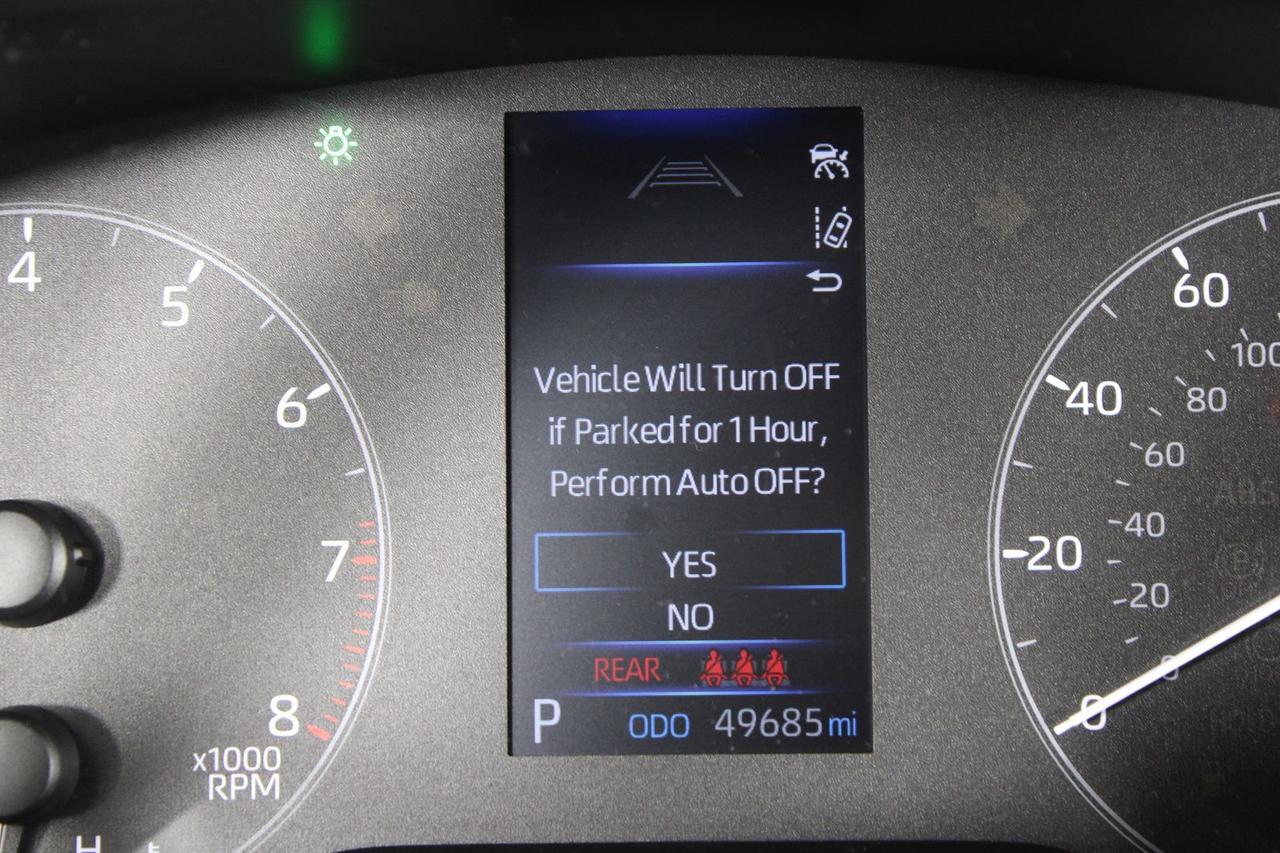 4
5
6
7
8
x1000
RPM
H
Vehicle Will Turn OFF
if Parked for 1 Hour,
Perform Auto OFF?
YES
NO
REAR
P ODO 49685 mi
60
40
20
0
100
80
60
40
20
0